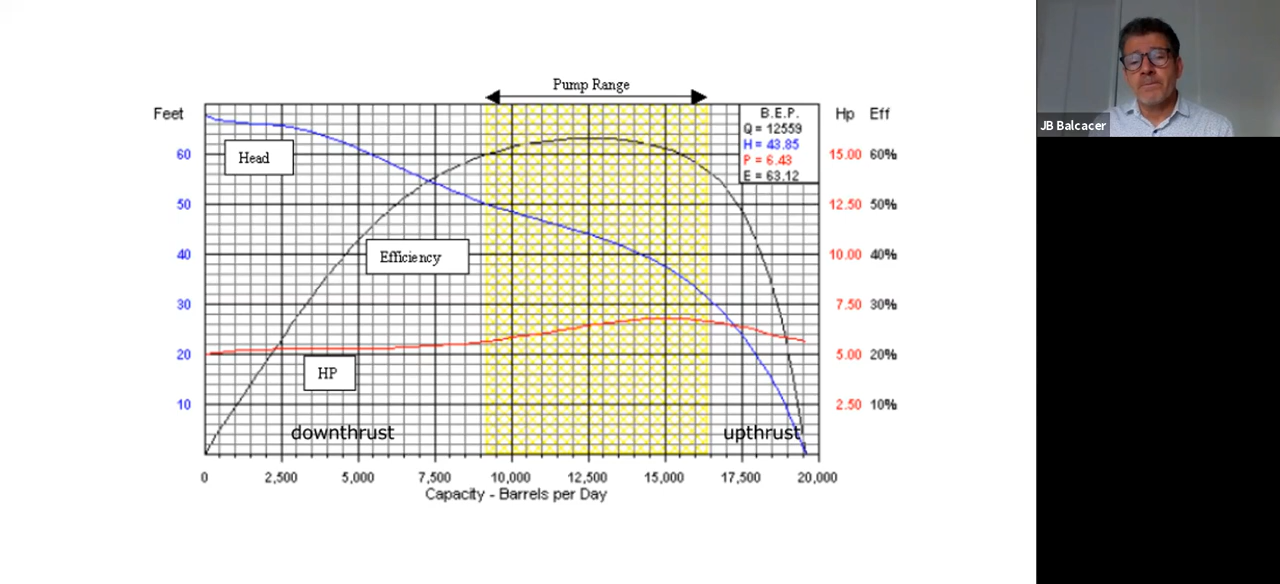 Pump Range
Feet
B.E.P.
Hp Eff
Q = 12559
H = 43.85
P = 6.43
E = 63.12
60
Head
15.00 60%
50
12.50 50%
40
Efficiency
10.00 40%
30
7.50 30%
20
5.00 20%
HP
10
2.50 10%
downthrust
upthrust
0 2,500 5,000 7,500 10,000 12,500 15,000 17,500 20,000
Capacity - Barrels per Day
JB Balcacer